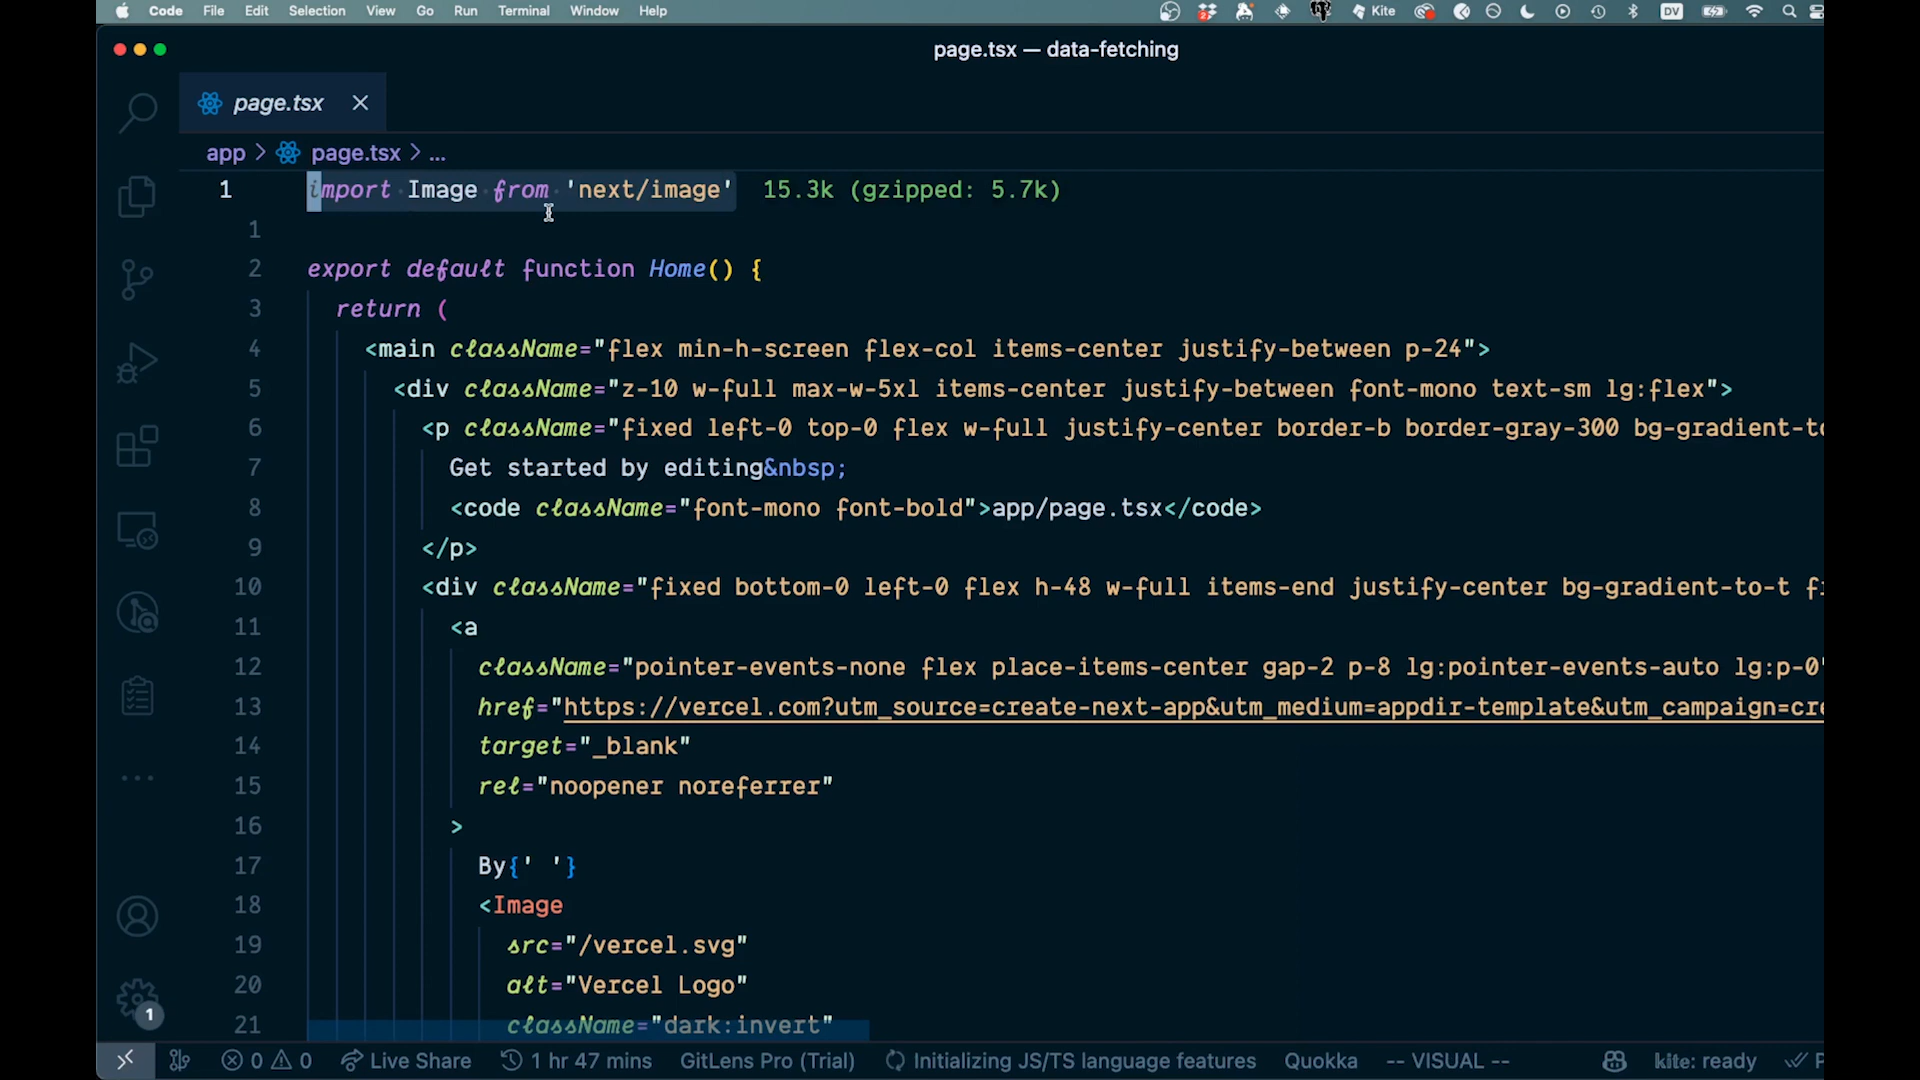 Code File Edit Selection View Go Run Terminal Window Help Kite DV
page.tsx — data-fetching
page.tsx
app > page.tsx > ...
1 import Image from 'next/image' 15.3k (gzipped: 5.7k)
1
2 export default function Home() {
3 return (
4 <main className="flex min-h-screen flex-col items-center justify-between p-24">
5 <div className="z-10 w-full max-w-5xl items-center justify-between font-mono text-sm lg:flex">
6 <p className="fixed left-0 top-0 flex w-full justify-center border-b border-gray-300 bg-gradient-to
7 Get started by editing&nbsp;
8 <code className="font-mono font-bold">app/page.tsx</code>
9 </p>
10 <div className="fixed bottom-0 left-0 flex h-48 w-full items-end justify-center bg-gradient-to-t f
11 <a
12 className="pointer-events-none flex place-items-center gap-2 p-8 lg:pointer-events-auto lg:p-0"
13 href="https://vercel.com?utm_source=create-next-app&utm_medium=appdir-template&utm_campaign=cre
14 target="_blank"
15 rel="noopener noreferrer"
16 >
17 By{' '}
18 <Image
19 src="/vercel.svg"
20 alt="Vercel Logo"
21 className="dark:invert"
1
0 0 Live Share 1 hr 47 mins GitLens Pro (Trial) Initializing JS/TS language features Quokka -- VISUAL -- kite: ready